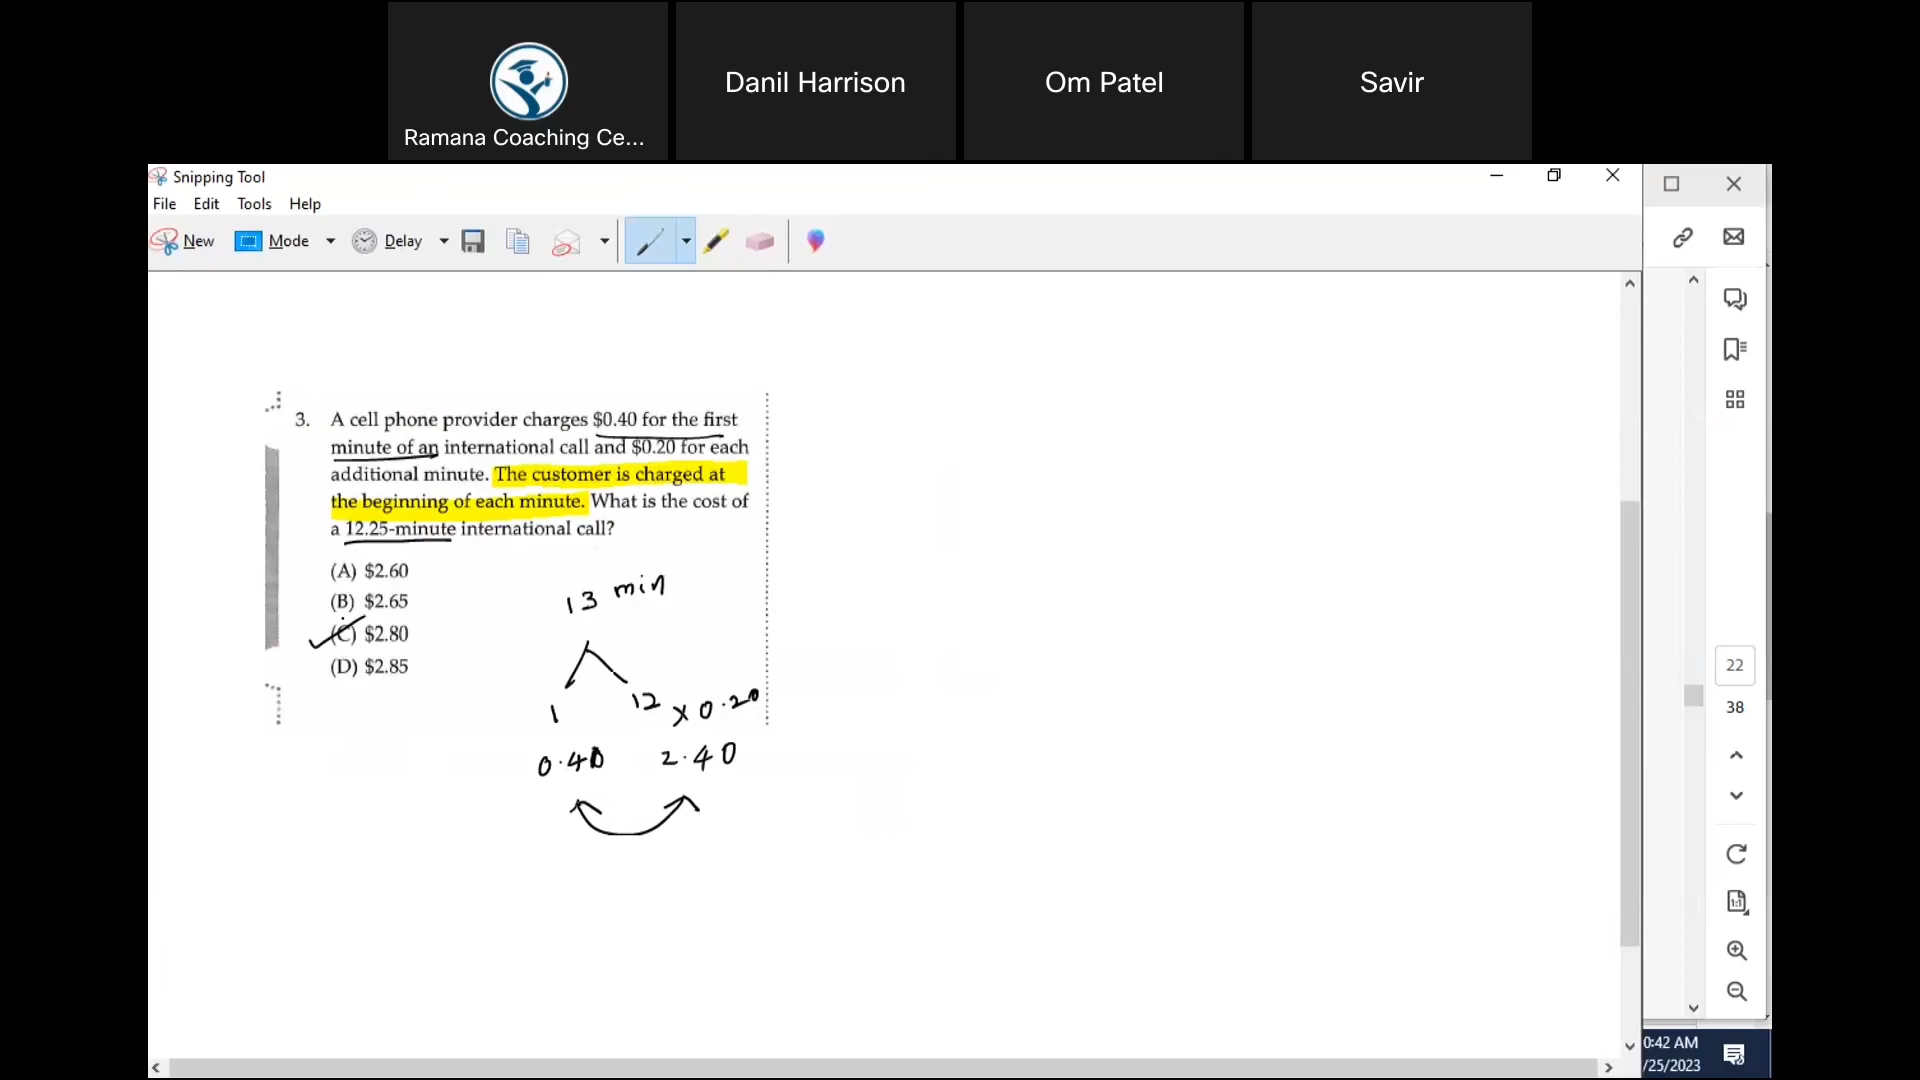 Ramana Coaching Ce...
Danil Harrison
Om Patel
Savir
Snipping Tool
File Edit Tools Help
New Mode Delay
3. A cell phone provider charges $0.40 for the first
minute of an international call and $0.20 for each
additional minute. The customer is charged at
the beginning of each minute. What is the cost of
a 12.25-minute international call?
(A) $2.60
(B) $2.65
(C) $2.80
(D) $2.85
13 min
1 12 x 0.20
0.40 2.40
22
38
1:1
0:42 AM
/25/2023